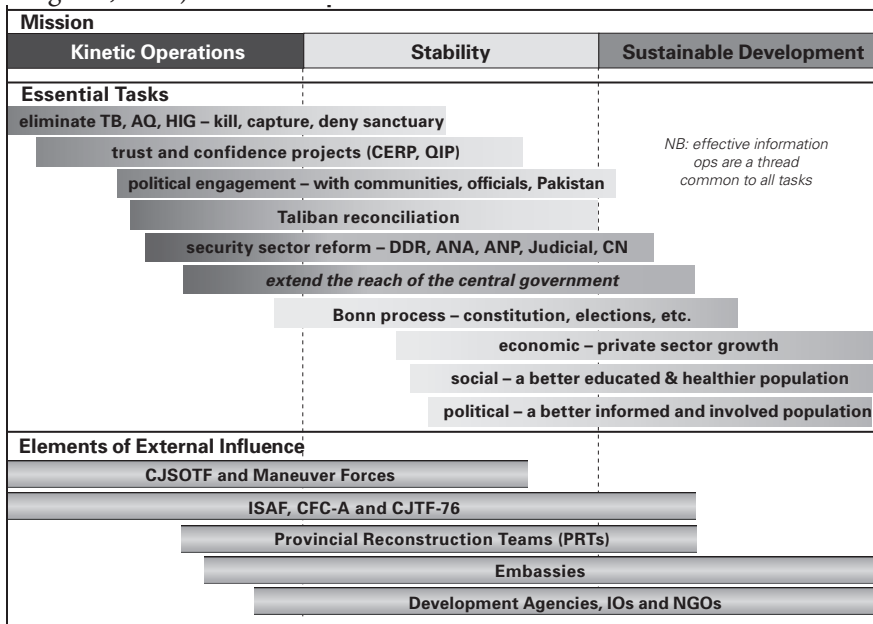 Mission
Kinetic Operations Stability Sustainable Development
Essential Tasks
eliminate TB, AQ, HIG – kill, capture, deny sanctuary
trust and confidence projects (CERP, QIP)
NB: effective information
ops are a thread
common to all tasks
political engagement – with communities, officials, Pakistan
Taliban reconciliation
security sector reform – DDR, ANA, ANP, Judicial, CN
extend the reach of the central government
Bonn process – constitution, elections, etc.
economic – private sector growth
social – a better educated & healthier population
political – a better informed and involved population
Elements of External Influence
CJSOTF and Maneuver Forces
ISAF, CFC-A and CJTF-76
Provincial Reconstruction Teams (PRTs)
Embassies
Development Agencies, IOs and NGOs